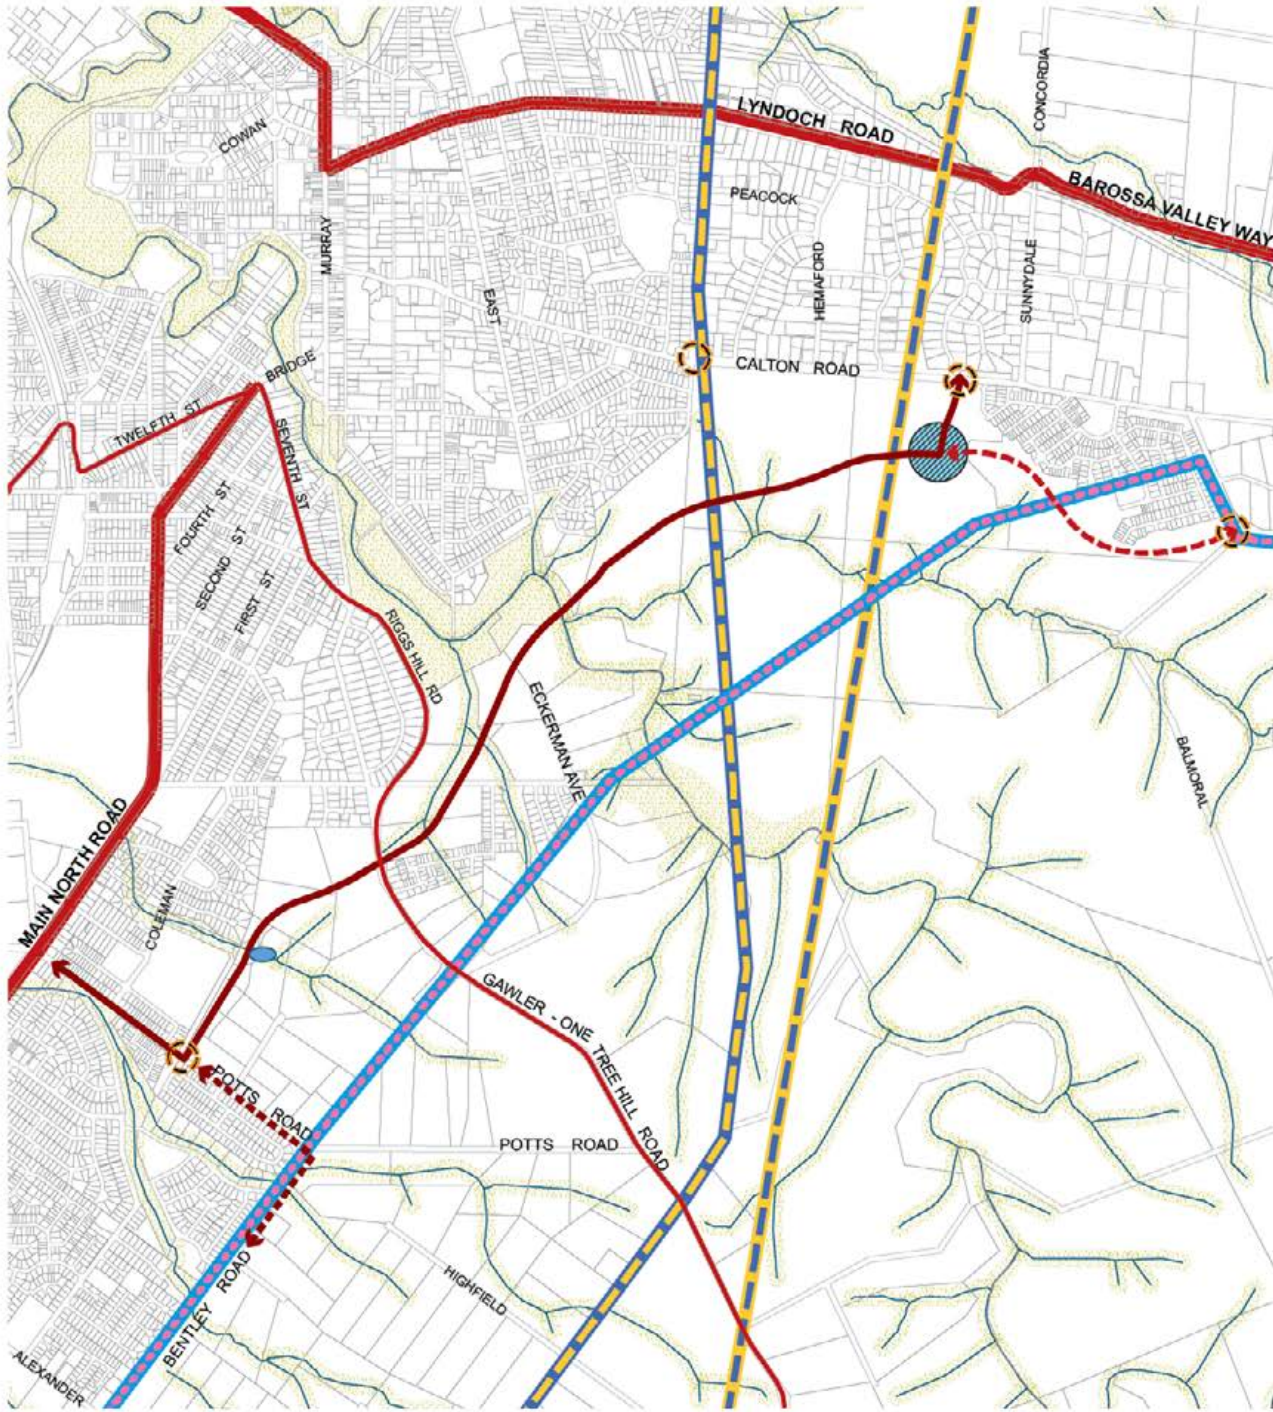 CONCORDIA
LYNDOCH ROAD
COWAN
BAROSSA VALLEY WAY
PEACOCK
MURRAY
HEMAFORD
SUNNYDALE
EAST
BRIDGE
CALTON ROAD
TWELFTH ST
SEVENTH ST
FOURTH ST
SECOND ST
FIRST ST
RIGGS HILL RD
ECKERMAN AVE
BALMORAL
MAIN NORTH ROAD
COLEMAN
GAWLER - ONE TREE HILL ROAD
POTTS ROAD
POTTS ROAD
HIGHFIELD
BENTLEY ROAD
ALEXANDER